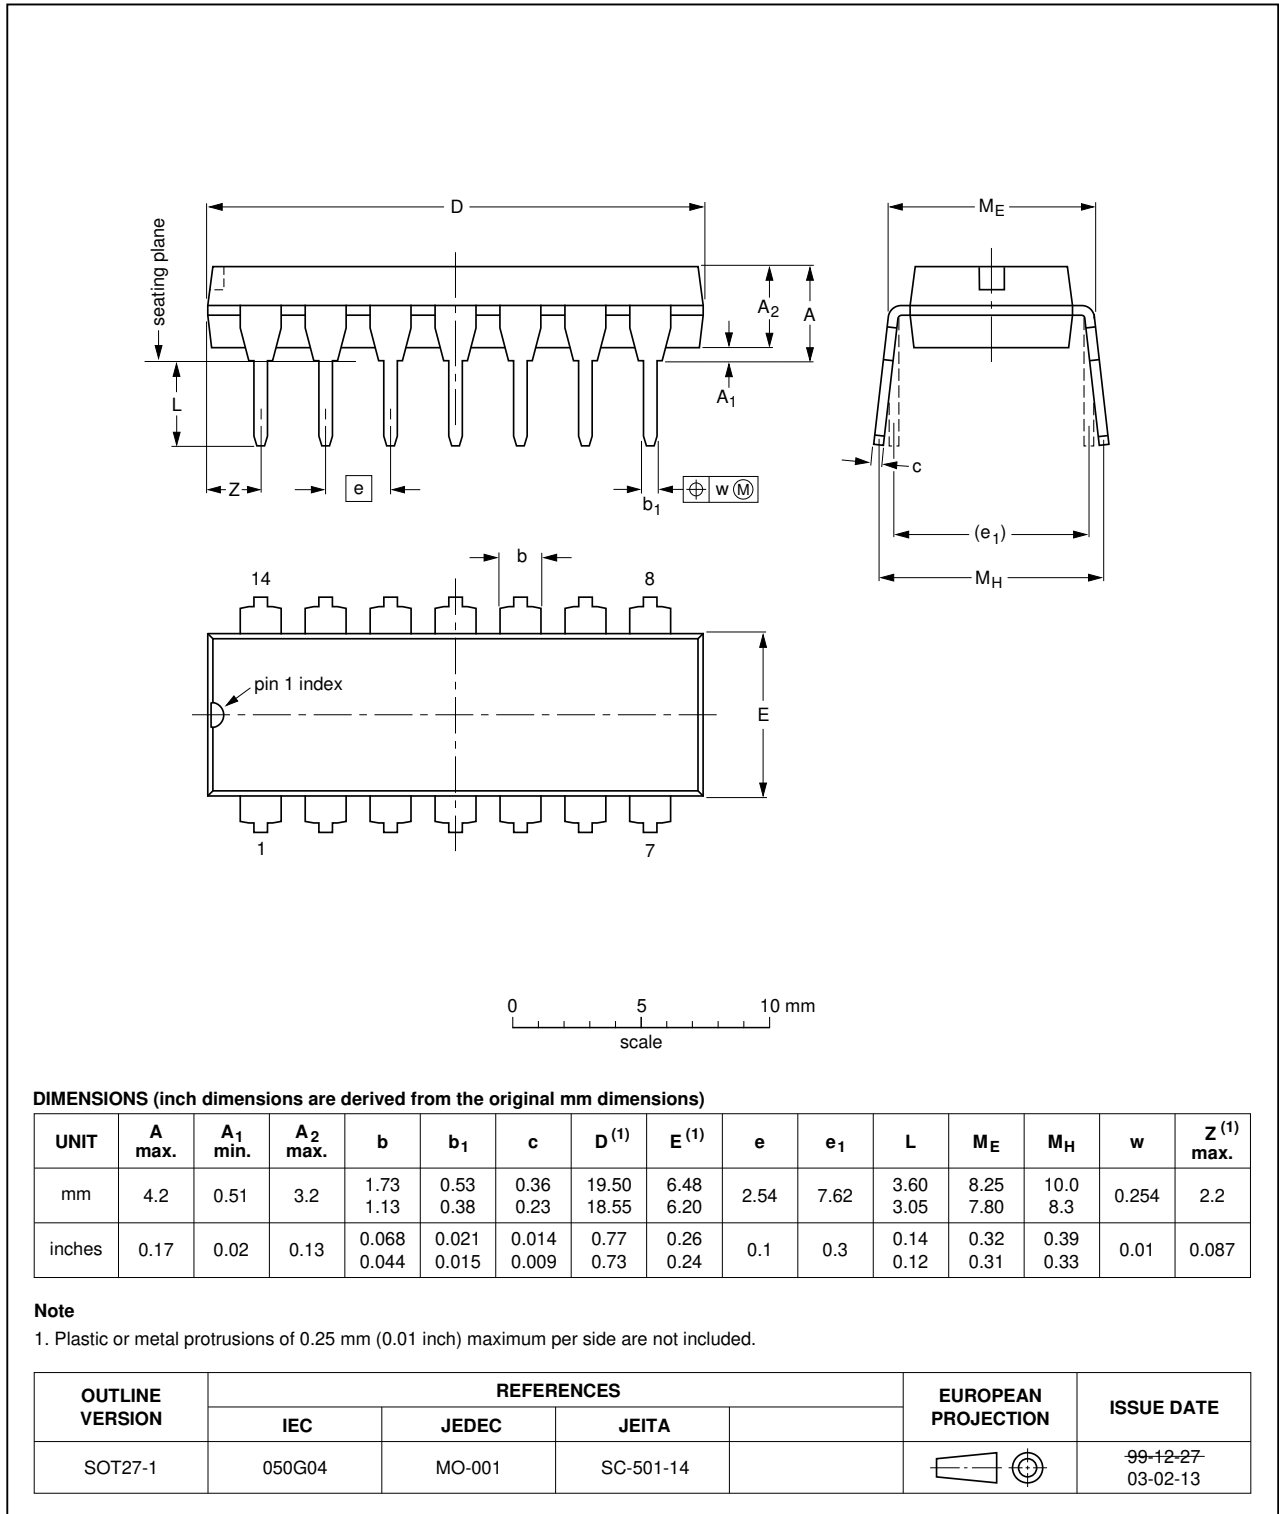 D
ME
seating plane
A2
A
L
A1
c
Z
e
b1
w M
(e1)
MH
b
14
8
pin 1 index
E
1
7
0 5 10 mm
scale
DIMENSIONS (inch dimensions are derived from the original mm dimensions)
UNIT A max. A1 min. A2 max. b b1 c D(1) E(1) e e1 L ME MH w Z(1) max.
mm 4.2 0.51 3.2 1.73 1.13 0.53 0.38 0.36 0.23 19.50 18.55 6.48 6.20 2.54 7.62 3.60 3.05 8.25 7.80 10.0 8.3 0.254 2.2
inches 0.17 0.02 0.13 0.068 0.044 0.021 0.015 0.014 0.009 0.77 0.73 0.26 0.24 0.1 0.3 0.14 0.12 0.32 0.31 0.39 0.33 0.01 0.087
Note
1. Plastic or metal protrusions of 0.25 mm (0.01 inch) maximum per side are not included.
OUTLINE VERSION REFERENCES EUROPEAN PROJECTION ISSUE DATE
IEC JEDEC JEITA
SOT27-1 050G04 MO-001 SC-501-14 99-12-27 03-02-13